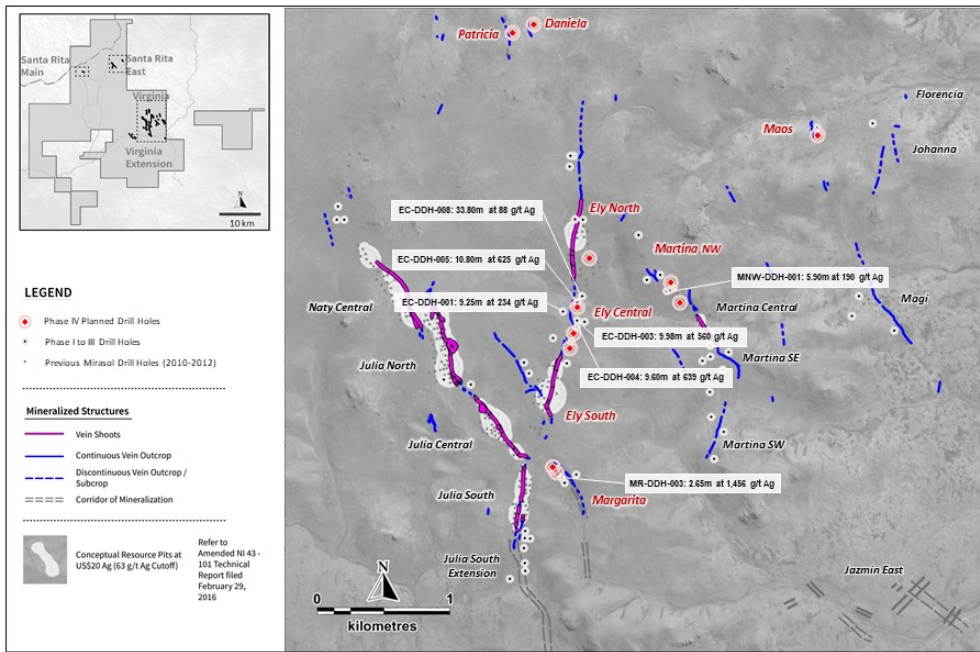 Santa Rita
Main
Santa Rita
East
Virginia
Virginia
Extension
N
10 km
LEGEND
Phase IV Planned Drill Holes
Phase I to III Drill Holes
Previous Mirasol Drill Holes (2010-2012)
Mineralized Structures
Vein Shoots
Continuous Vein Outcrop
Discontinuous Vein Outcrop /
Subcrop
Corridor of Mineralization
Conceptual Resource Pits at
US$20 Ag (63 g/t Ag Cutoff)
Refer to
Amended NI 43 -
101 Technical
Report filed
February 29,
2016
Patricia
Daniela
Florencia
Maos
Johanna
Ely North
EC-DDH-008: 33.80m at 88 g/t Ag
Martina NW
EC-DDH-005: 10.80m at 625 g/t Ag
MNW-DDH-001: 5.90m at 190 g/t Ag
EC-DDH-001: 9.25m at 234 g/t Ag
Naty Central
Ely Central
Martina Central
Magi
EC-DDH-003: 9.98m at 560 g/t Ag
Martina SE
Julia North
EC-DDH-004: 9.60m at 639 g/t Ag
Ely South
Julia Central
Martina SW
MR-DDH-003: 2.65m at 1,456 g/t Ag
Julia South
Margarita
Julia South
Extension
Jazmin East
N
0 1
kilometres